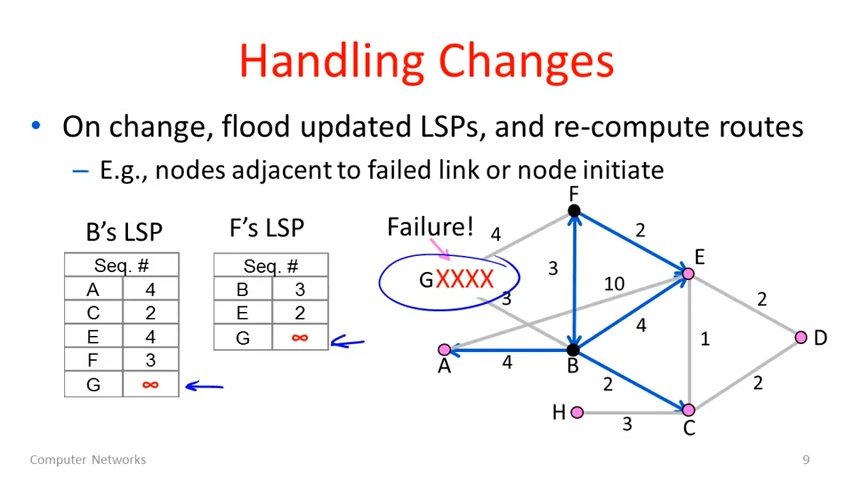 Handling Changes
• On change, flood updated LSPs, and re-compute routes
– E.g., nodes adjacent to failed link or node initiate
B's LSP
Seq. #
A 4
C 2
E 4
F 3
G ∞
F's LSP
Seq. #
B 3
E 2
G ∞
Failure!
GXXXX
F
4
2
3
E
10
3
4
2
1
D
A
4
B
2
2
H
3
C
Computer Networks
9